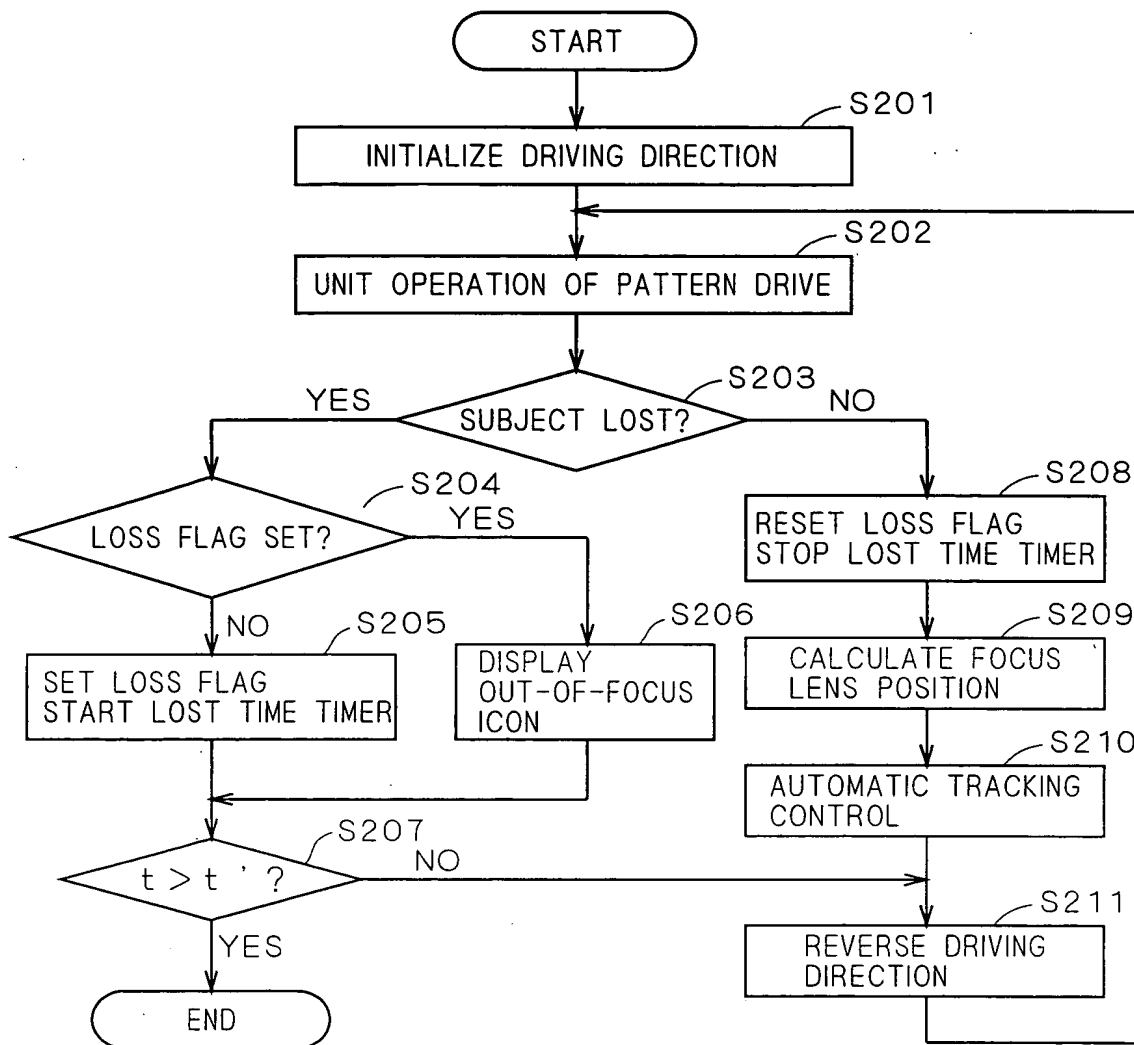 START
S201
INITIALIZE DRIVING DIRECTION
S202
UNIT OPERATION OF PATTERN DRIVE
S203
YES
SUBJECT LOST?
NO
S204
LOSS FLAG SET?
YES
S208
RESET LOSS FLAG
STOP LOST TIME TIMER
NO
S205
SET LOSS FLAG
START LOST TIME TIMER
S206
DISPLAY
OUT-OF-FOCUS
ICON
S209
CALCULATE FOCUS
LENS POSITION
S210
AUTOMATIC TRACKING
CONTROL
S207
t > t ' ?
NO
YES
S211
REVERSE DRIVING
DIRECTION
END